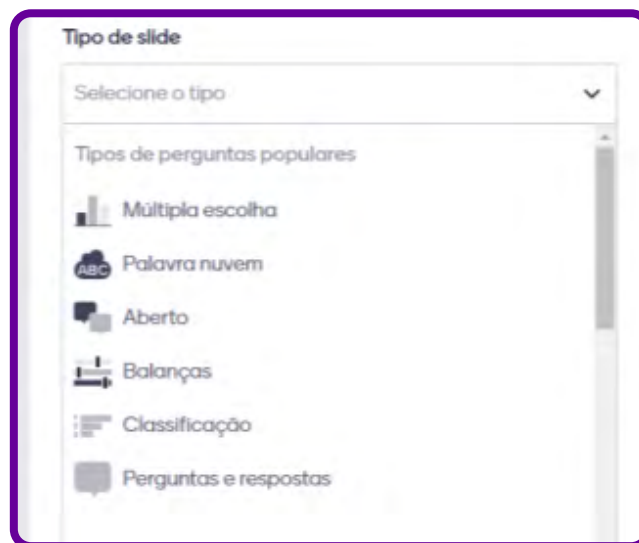 Tipo de slide
Selecione o tipo
Tipos de perguntas populares
Múltipla escolha
ABC
Palavra nuvem
Aberto
Balanças
Classificação
Perguntas e respostas